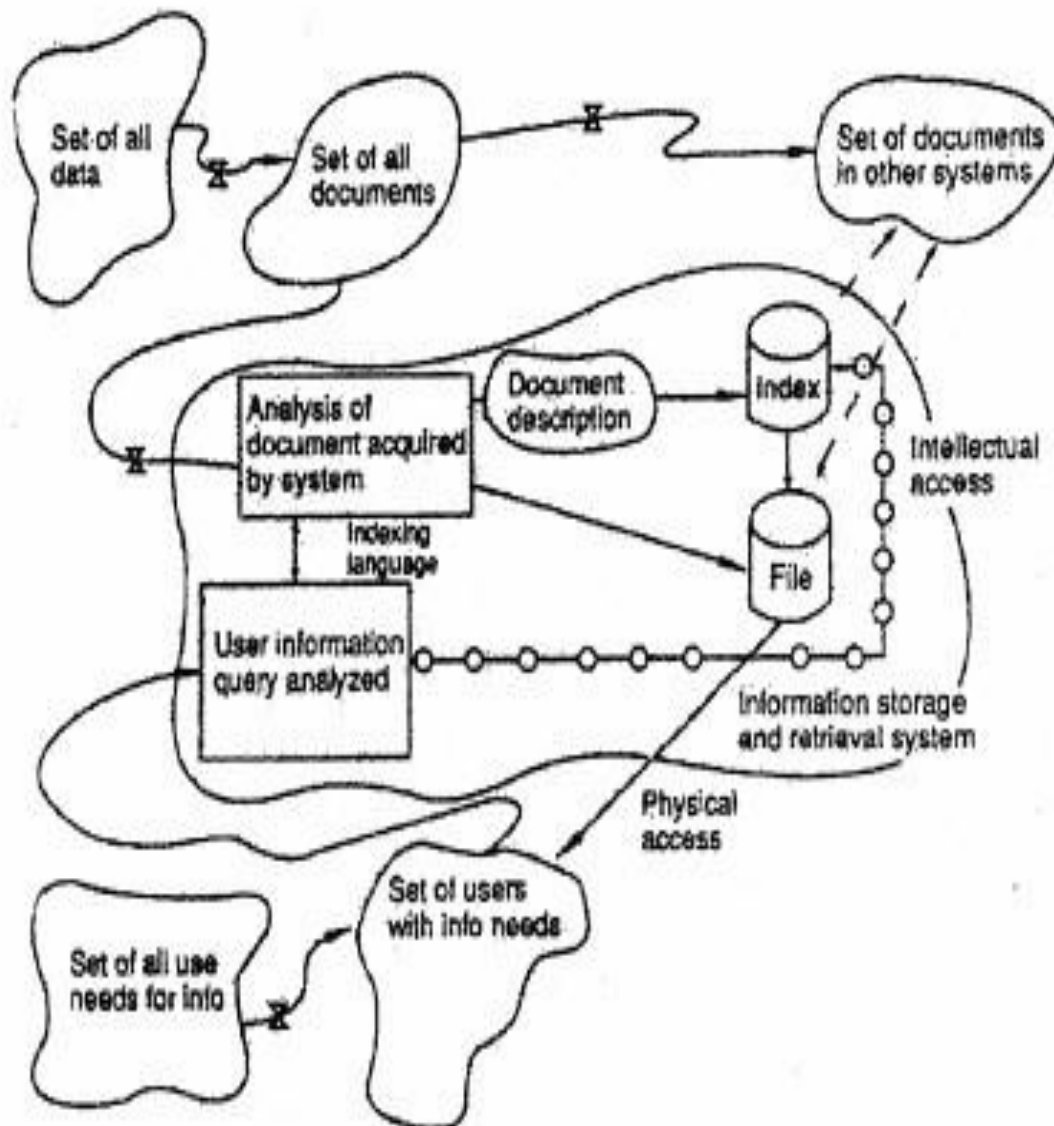 Set of all
data
Set of all
documents
Set of documents
in other systems
Analysis of
document acquired
by system
Document
description
Index
Intellectual
access
Indexing
language
File
User information
query analyzed
Information storage
and retrieval system
Physical
access
Set of users
with info needs
Set of all use
needs for info